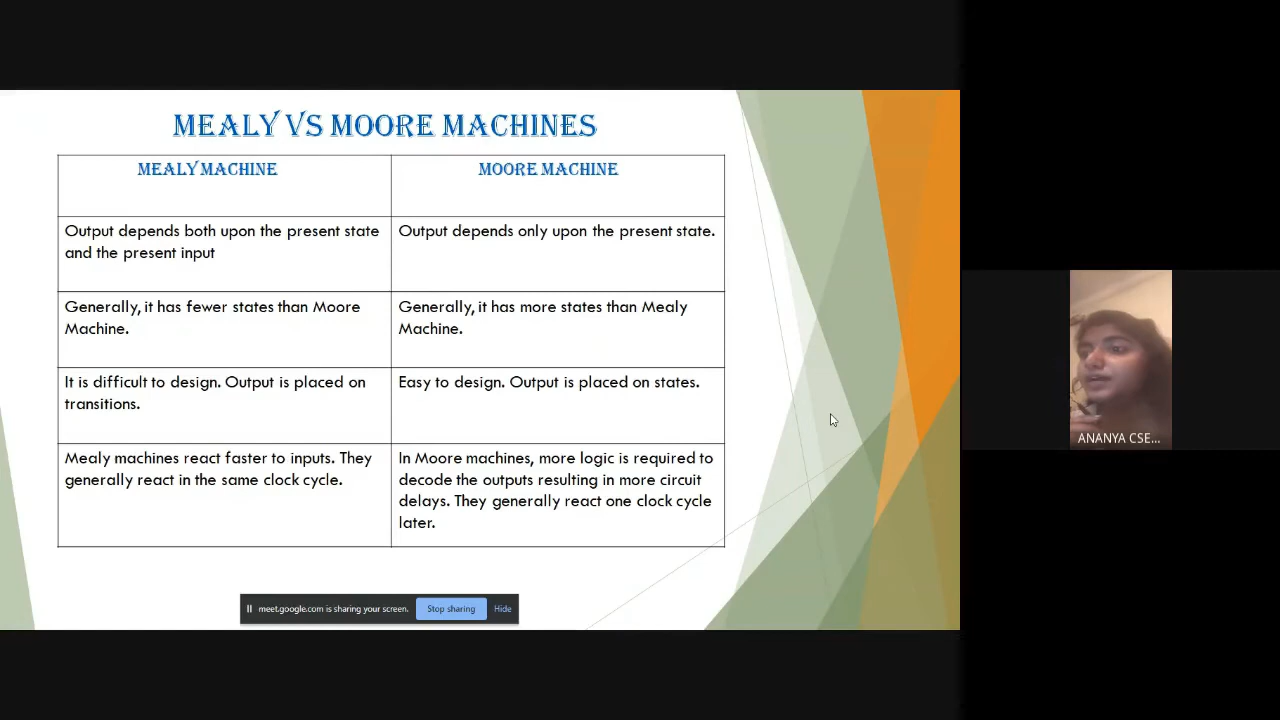 MEALY VS MOORE MACHINES
MEALY MACHINE
MOORE MACHINE
Output depends both upon the present state
and the present input
Output depends only upon the present state.
Generally, it has fewer states than Moore
Machine.
Generally, it has more states than Mealy
Machine.
It is difficult to design. Output is placed on
transitions.
Easy to design. Output is placed on states.
Mealy machines react faster to inputs. They
generally react in the same clock cycle.
In Moore machines, more logic is required to
decode the outputs resulting in more circuit
delays. They generally react one clock cycle
later.
meet.google.com is sharing your screen.
Stop sharing
Hide
ANANYA CSE...